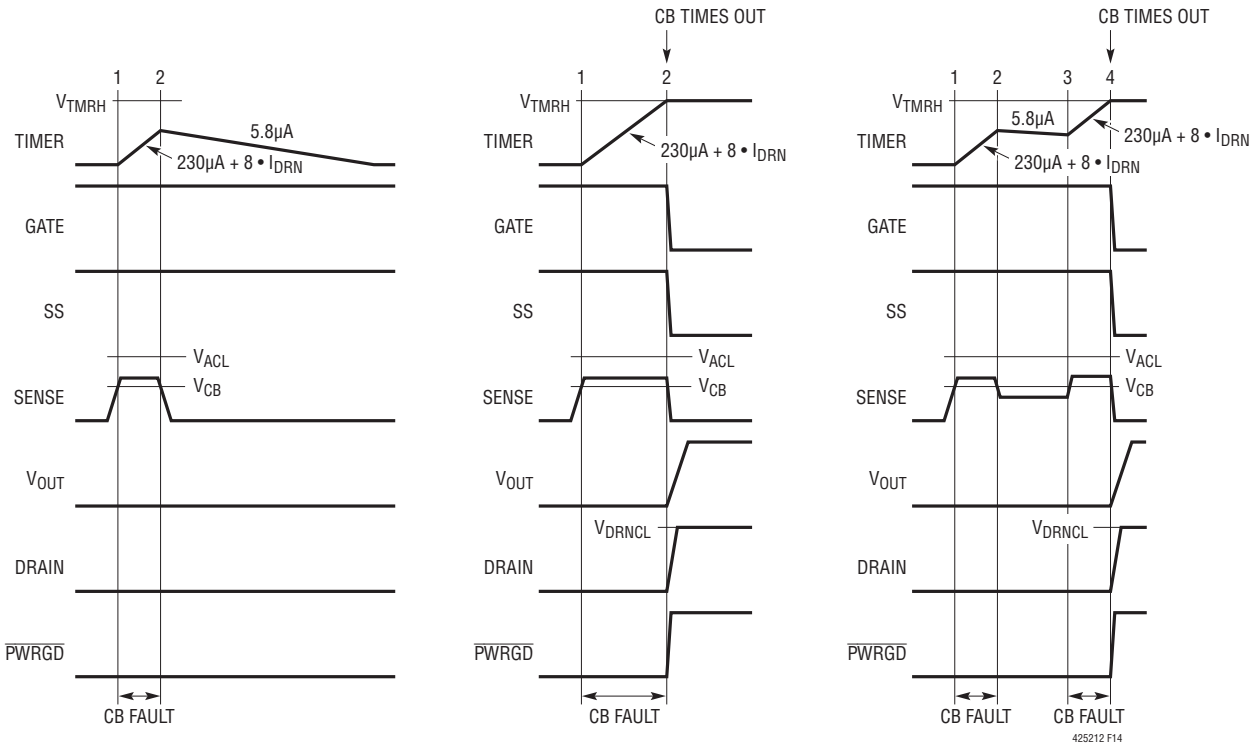 1 2
V_TMRH
TIMER
5.8µA
230µA + 8 • I_DRN
GATE
SS
V_ACL
V_CB
SENSE
V_OUT
DRAIN
PWRGD
CB FAULT
CB TIMES OUT
1 2
V_TMRH
TIMER
230µA + 8 • I_DRN
GATE
SS
V_ACL
V_CB
SENSE
V_OUT
V_DRNCL
DRAIN
PWRGD
CB FAULT
CB TIMES OUT
1 2 3 4
V_TMRH
TIMER
5.8µA
230µA + 8 • I_DRN
230µA + 8 • I_DRN
GATE
SS
V_ACL
V_CB
SENSE
V_OUT
V_DRNCL
DRAIN
PWRGD
CB FAULT CB FAULT
425212 F14